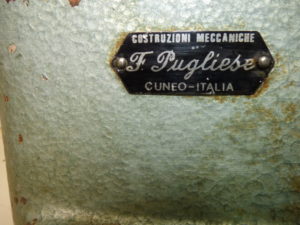 COSTRUZIONI MECCANICHE
F. Pugliese
CUNEO-ITALIA